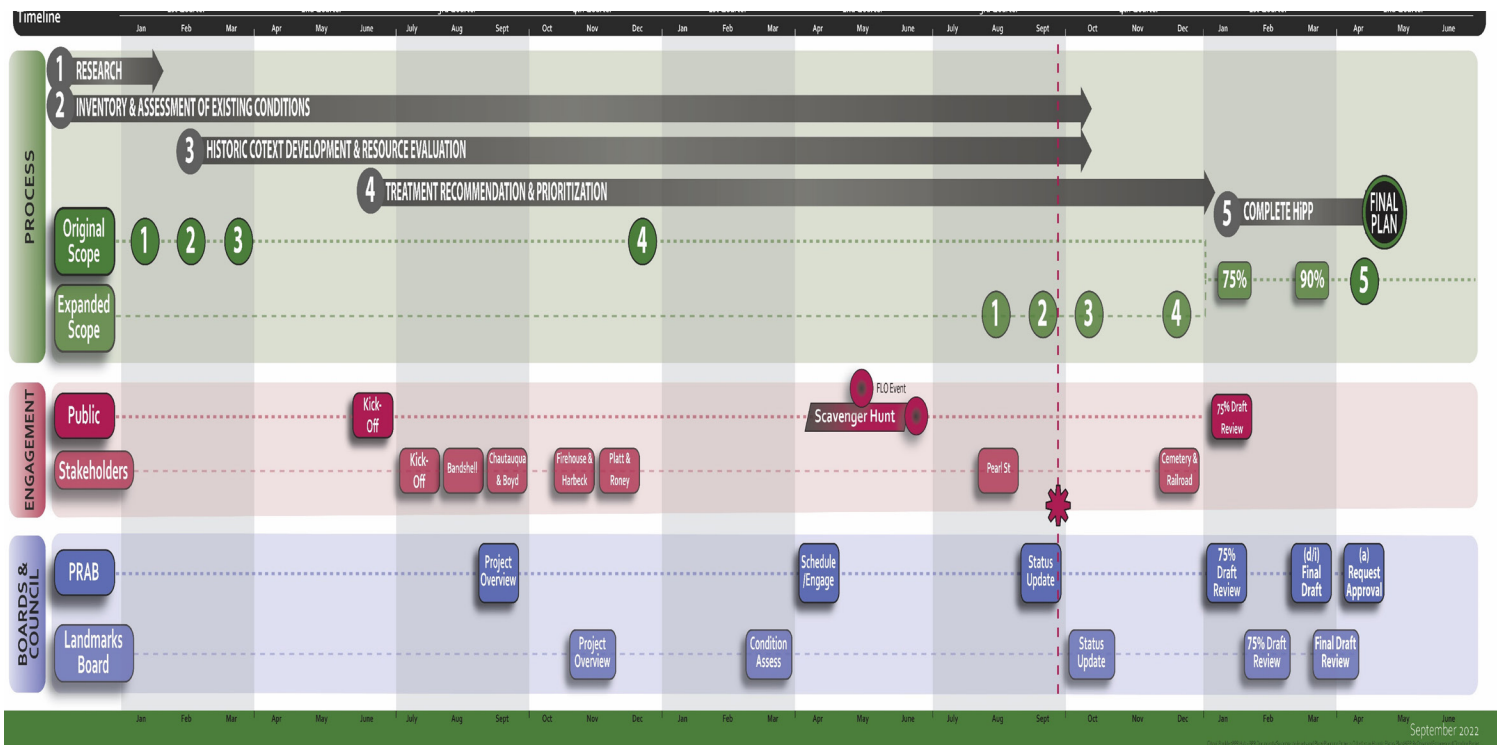 Timeline
Jan Feb Mar Apr May June July Aug Sept Oct Nov Dec Jan Feb Mar Apr May June July Aug Sept Oct Nov Dec Jan Feb Mar Apr May June
PROCESS
1 RESEARCH
2 INVENTORY & ASSESSMENT OF EXISTING CONDITIONS
3 HISTORIC COTEXT DEVELOPMENT & RESOURCE EVALUATION
4 TREATMENT RECOMMENDATION & PRIORITIZATION
5 COMPLETE HiPP
FINAL
PLAN
Original
Scope
1 2 3 4
75% 90% 5
Expanded
Scope
1 2 3 4
ENGAGEMENT
Public
Kick-
Off
FLO Event
Scavenger Hunt
75% Draft
Review
Stakeholders
Kick-
Off
Bandshell
Chautauqua
& Boyd
Firehouse &
Harbeck
Platt &
Roney
Pearl St
Cemetery &
Railroad
BOARDS &
COUNCIL
PRAB
Project
Overview
Schedule
/Engage
Status
Update
75%
Draft
Review
(d/i)
Final
Draft
(a)
Request
Approval
Landmarks
Board
Project
Overview
Condition
Assess
Status
Update
75% Draft
Review
Final Draft
Review
Jan Feb Mar Apr May June July Aug Sept Oct Nov Dec Jan Feb Mar Apr May June July Aug Sept Oct Nov Dec Jan Feb Mar Apr May June
September 2022